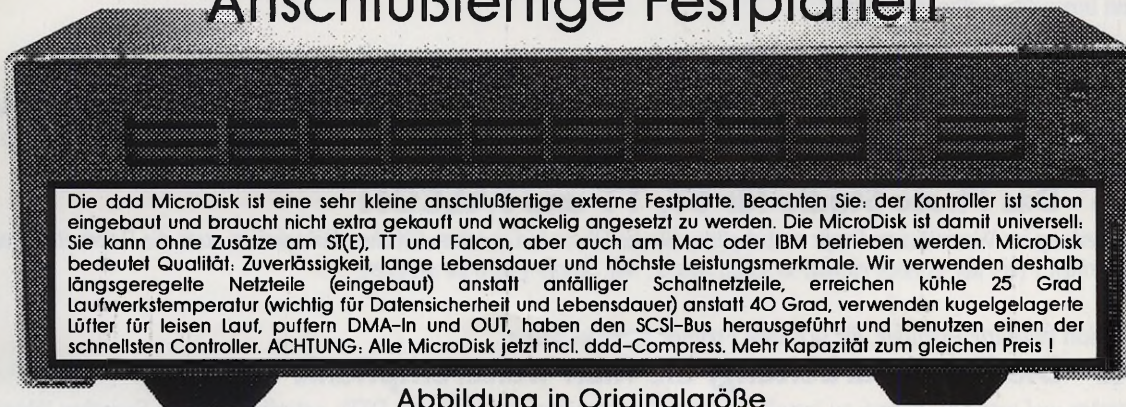 Anschlußfertige Festplatten
Die ddd MicroDisk ist eine sehr kleine anschlußfertige externe Festplatte. Beachten Sie: der Kontroller ist schon
eingebaut und braucht nicht extra gekauft und wackelig angesetzt zu werden. Die MicroDisk ist damit universell:
Sie kann ohne Zusätze am ST(E), TT und Falcon, aber auch am Mac oder IBM betrieben werden. MicroDisk
bedeutet Qualität: Zuverlässigkeit, lange Lebensdauer und höchste Leistungsmerkmale. Wir verwenden deshalb
längsgeregelte Netzteile (eingebaut) anstatt anfälliger Schaltnetzteile, erreichen kühle 25 Grad
Laufwerkstemperatur (wichtig für Datensicherheit und Lebensdauer) anstatt 40 Grad, verwenden kugelgelagerte
Lüfter für leisen Lauf, puffern DMA-In und OUT, haben den SCSI-Bus herausgeführt und benutzen einen der
schnellsten Controller. ACHTUNG: Alle MicroDisk jetzt incl. ddd-Compress. Mehr Kapazität zum gleichen Preis !
Abbildung in Originalgröße